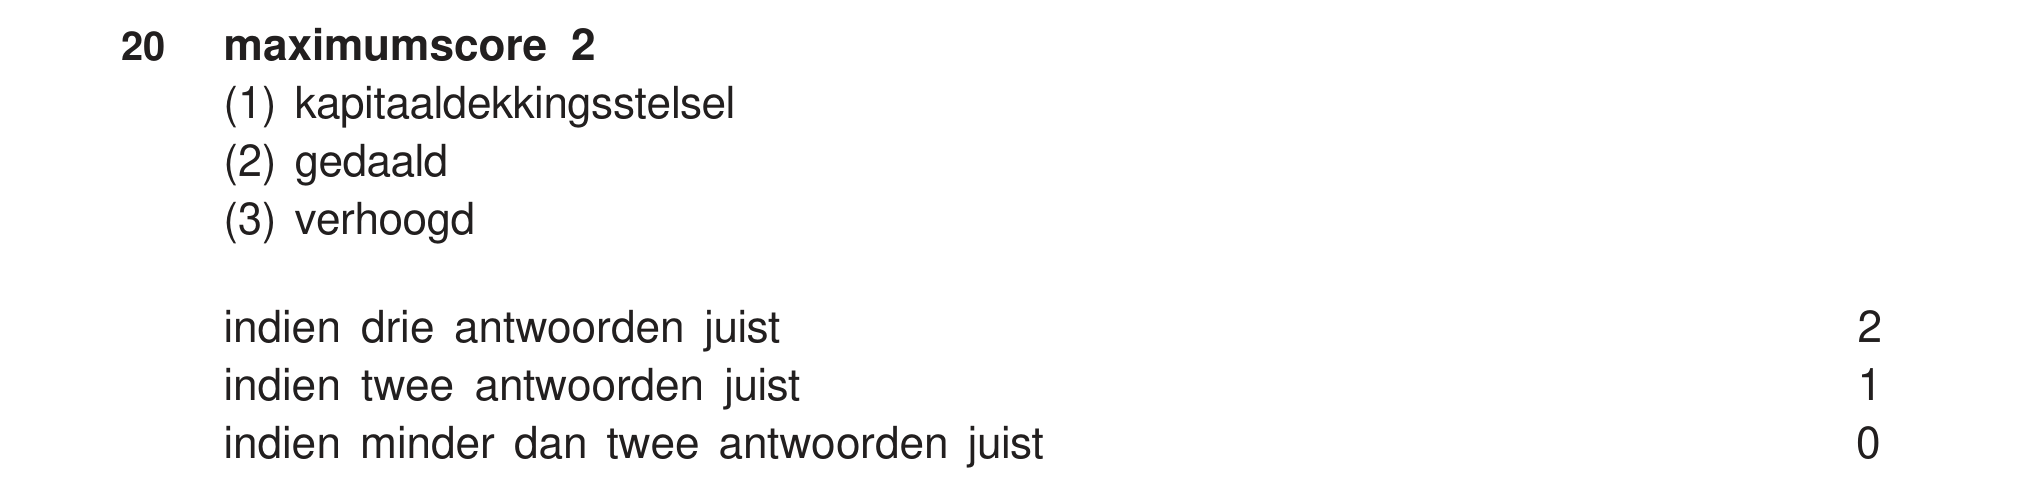 20 maximumscore 2
(1) kapitaaldekkingsstelsel
(2) gedaald
(3) verhoogd
indien drie antwoorden juist 2
indien twee antwoorden juist 1
indien minder dan twee antwoorden juist 0